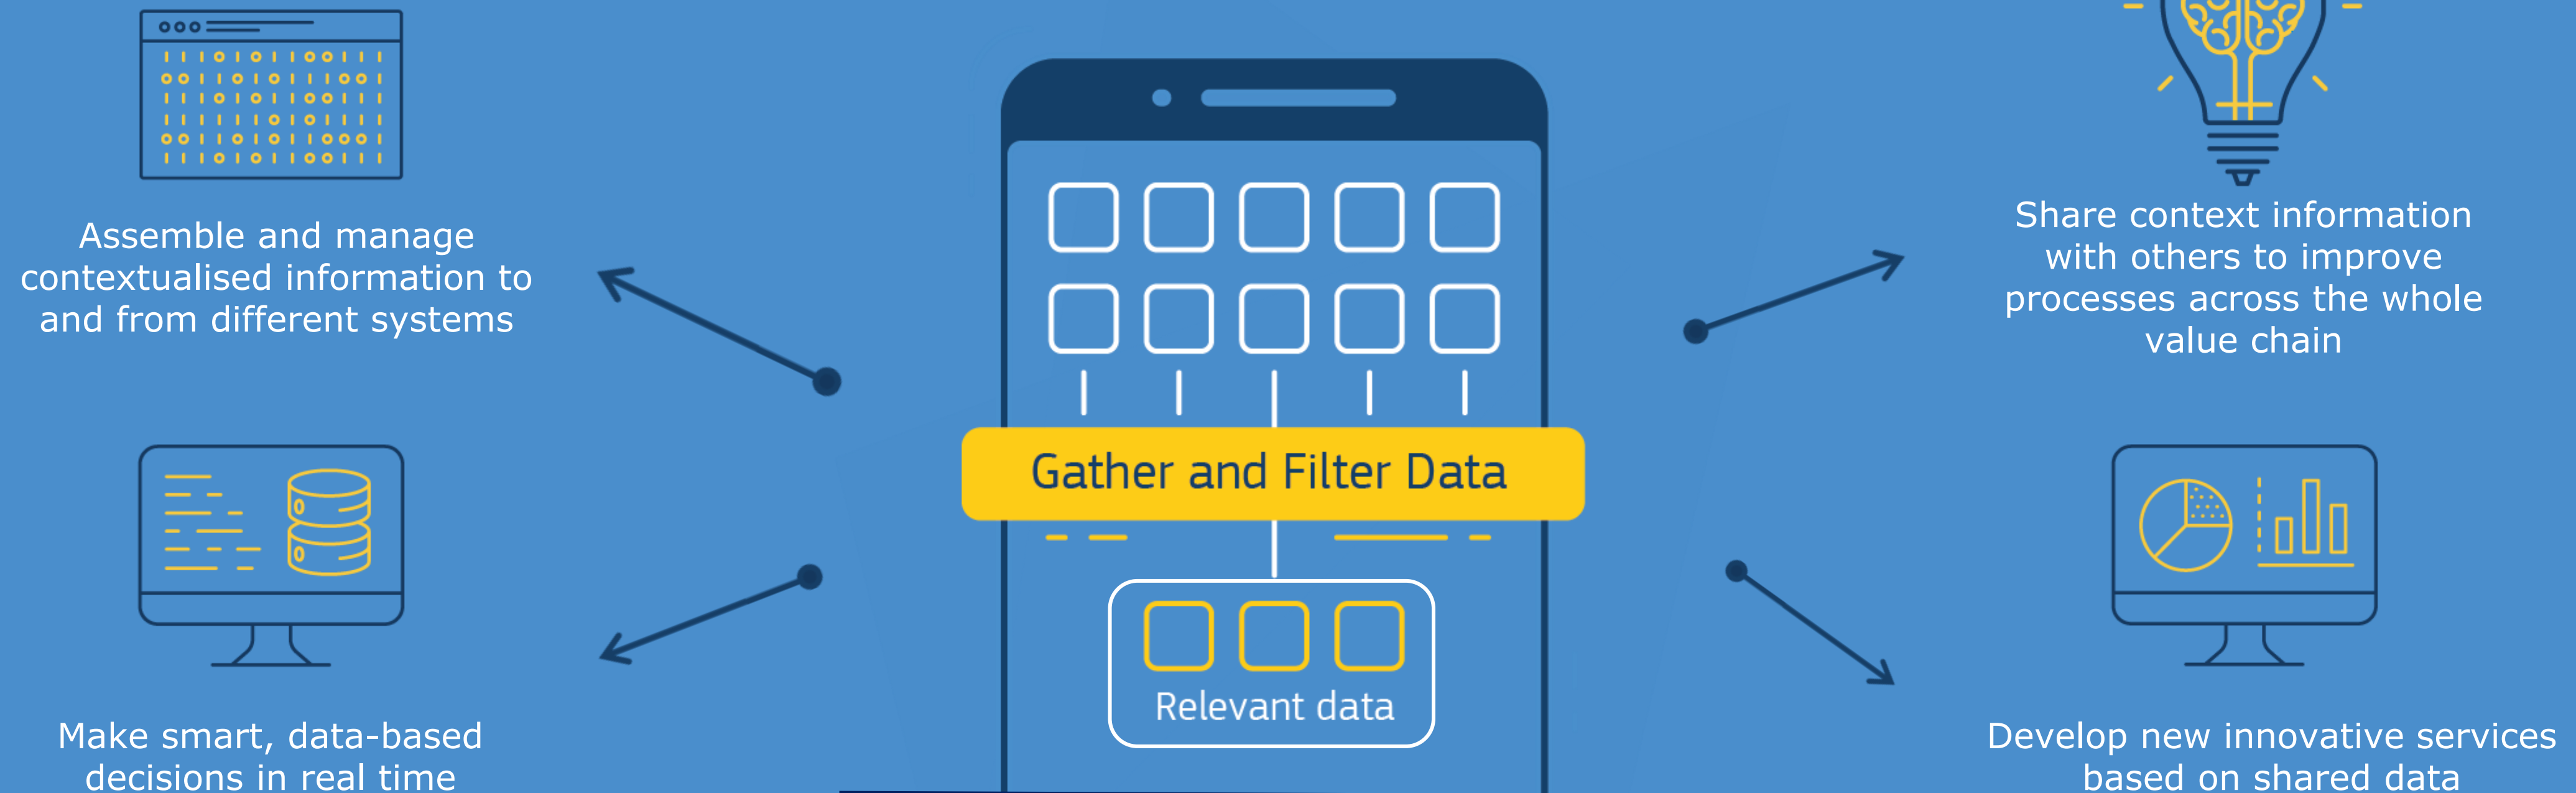 Assemble and manage
contextualised information to
and from different systems
Make smart, data-based
decisions in real time
Gather and Filter Data
Relevant data
Share context information
with others to improve
processes across the whole
value chain
Develop new innovative services
based on shared data